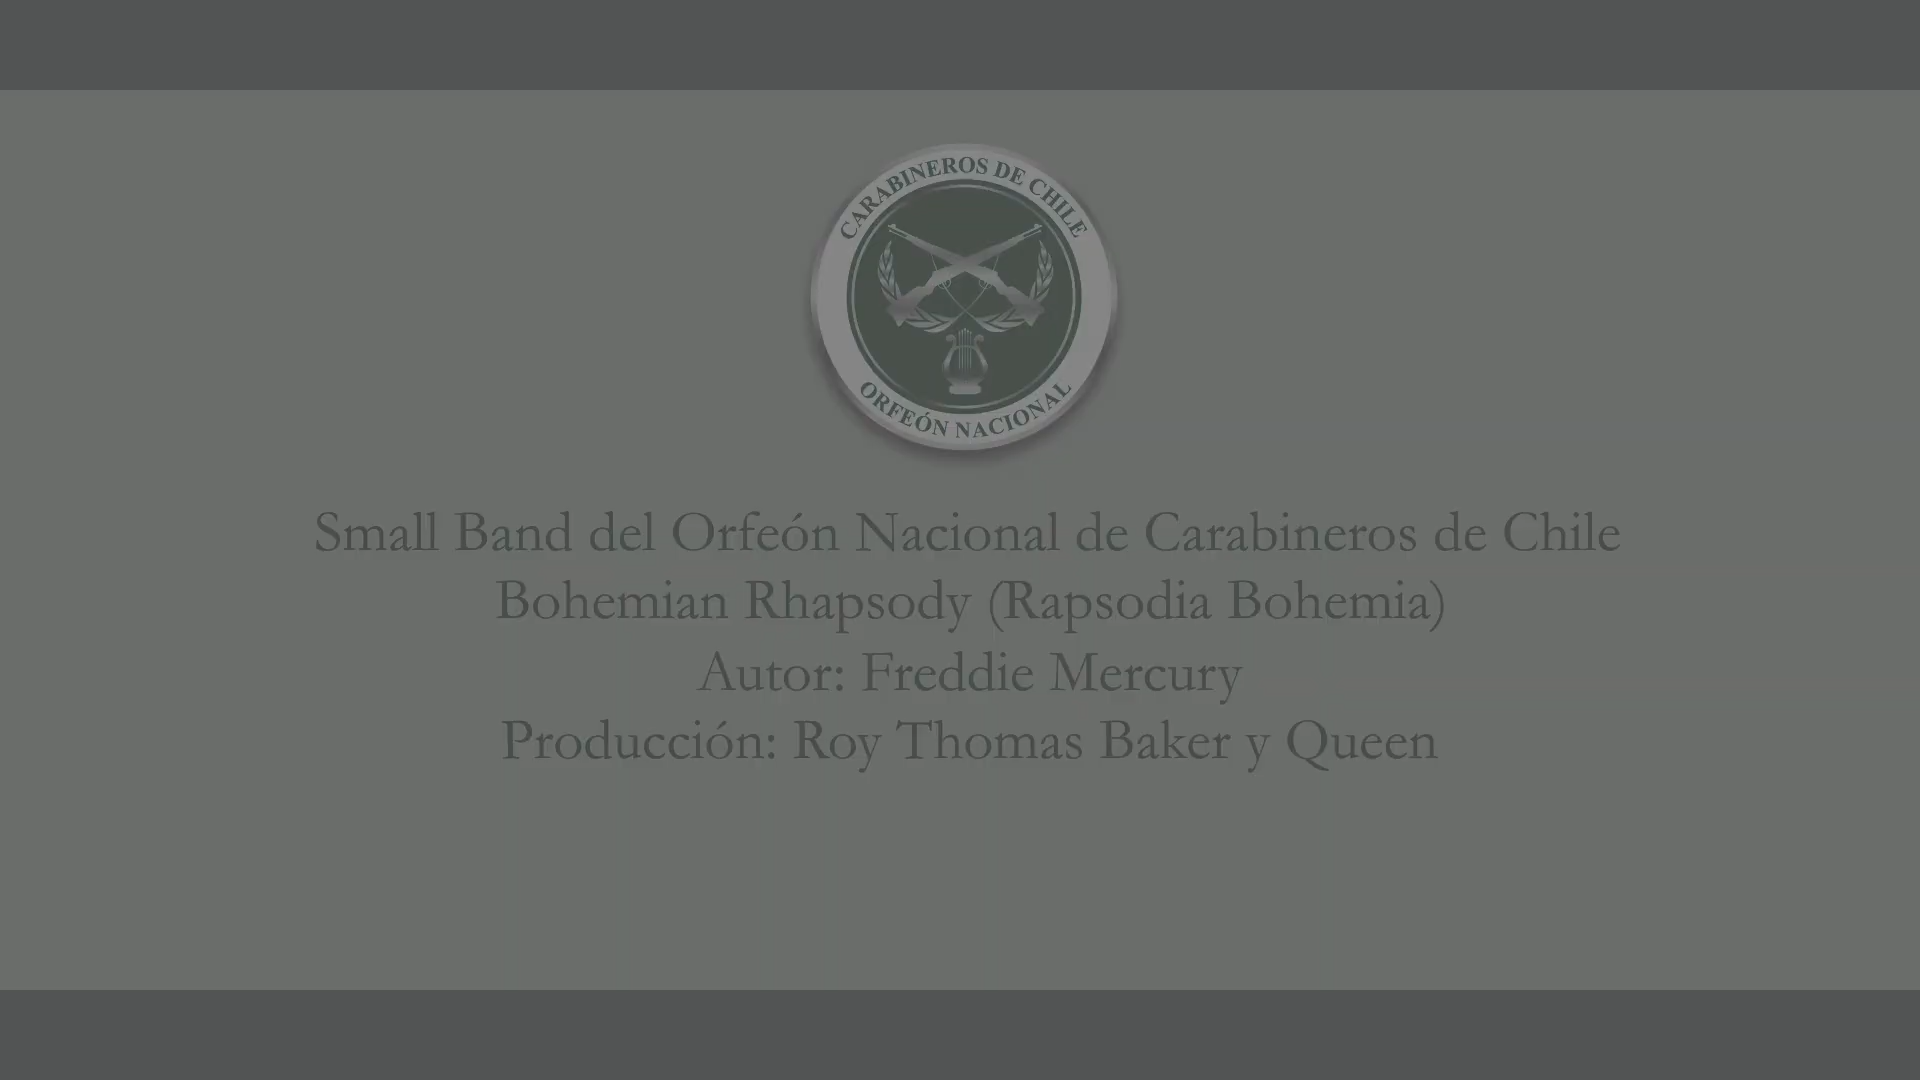 CARABINEROS DE CHILE
ORFEÓN NACIONAL
Small Band del Orfeón Nacional de Carabineros de Chile
Bohemian Rhapsody (Rapsodia Bohemia)
Autor: Freddie Mercury
Producción: Roy Thomas Baker y Queen